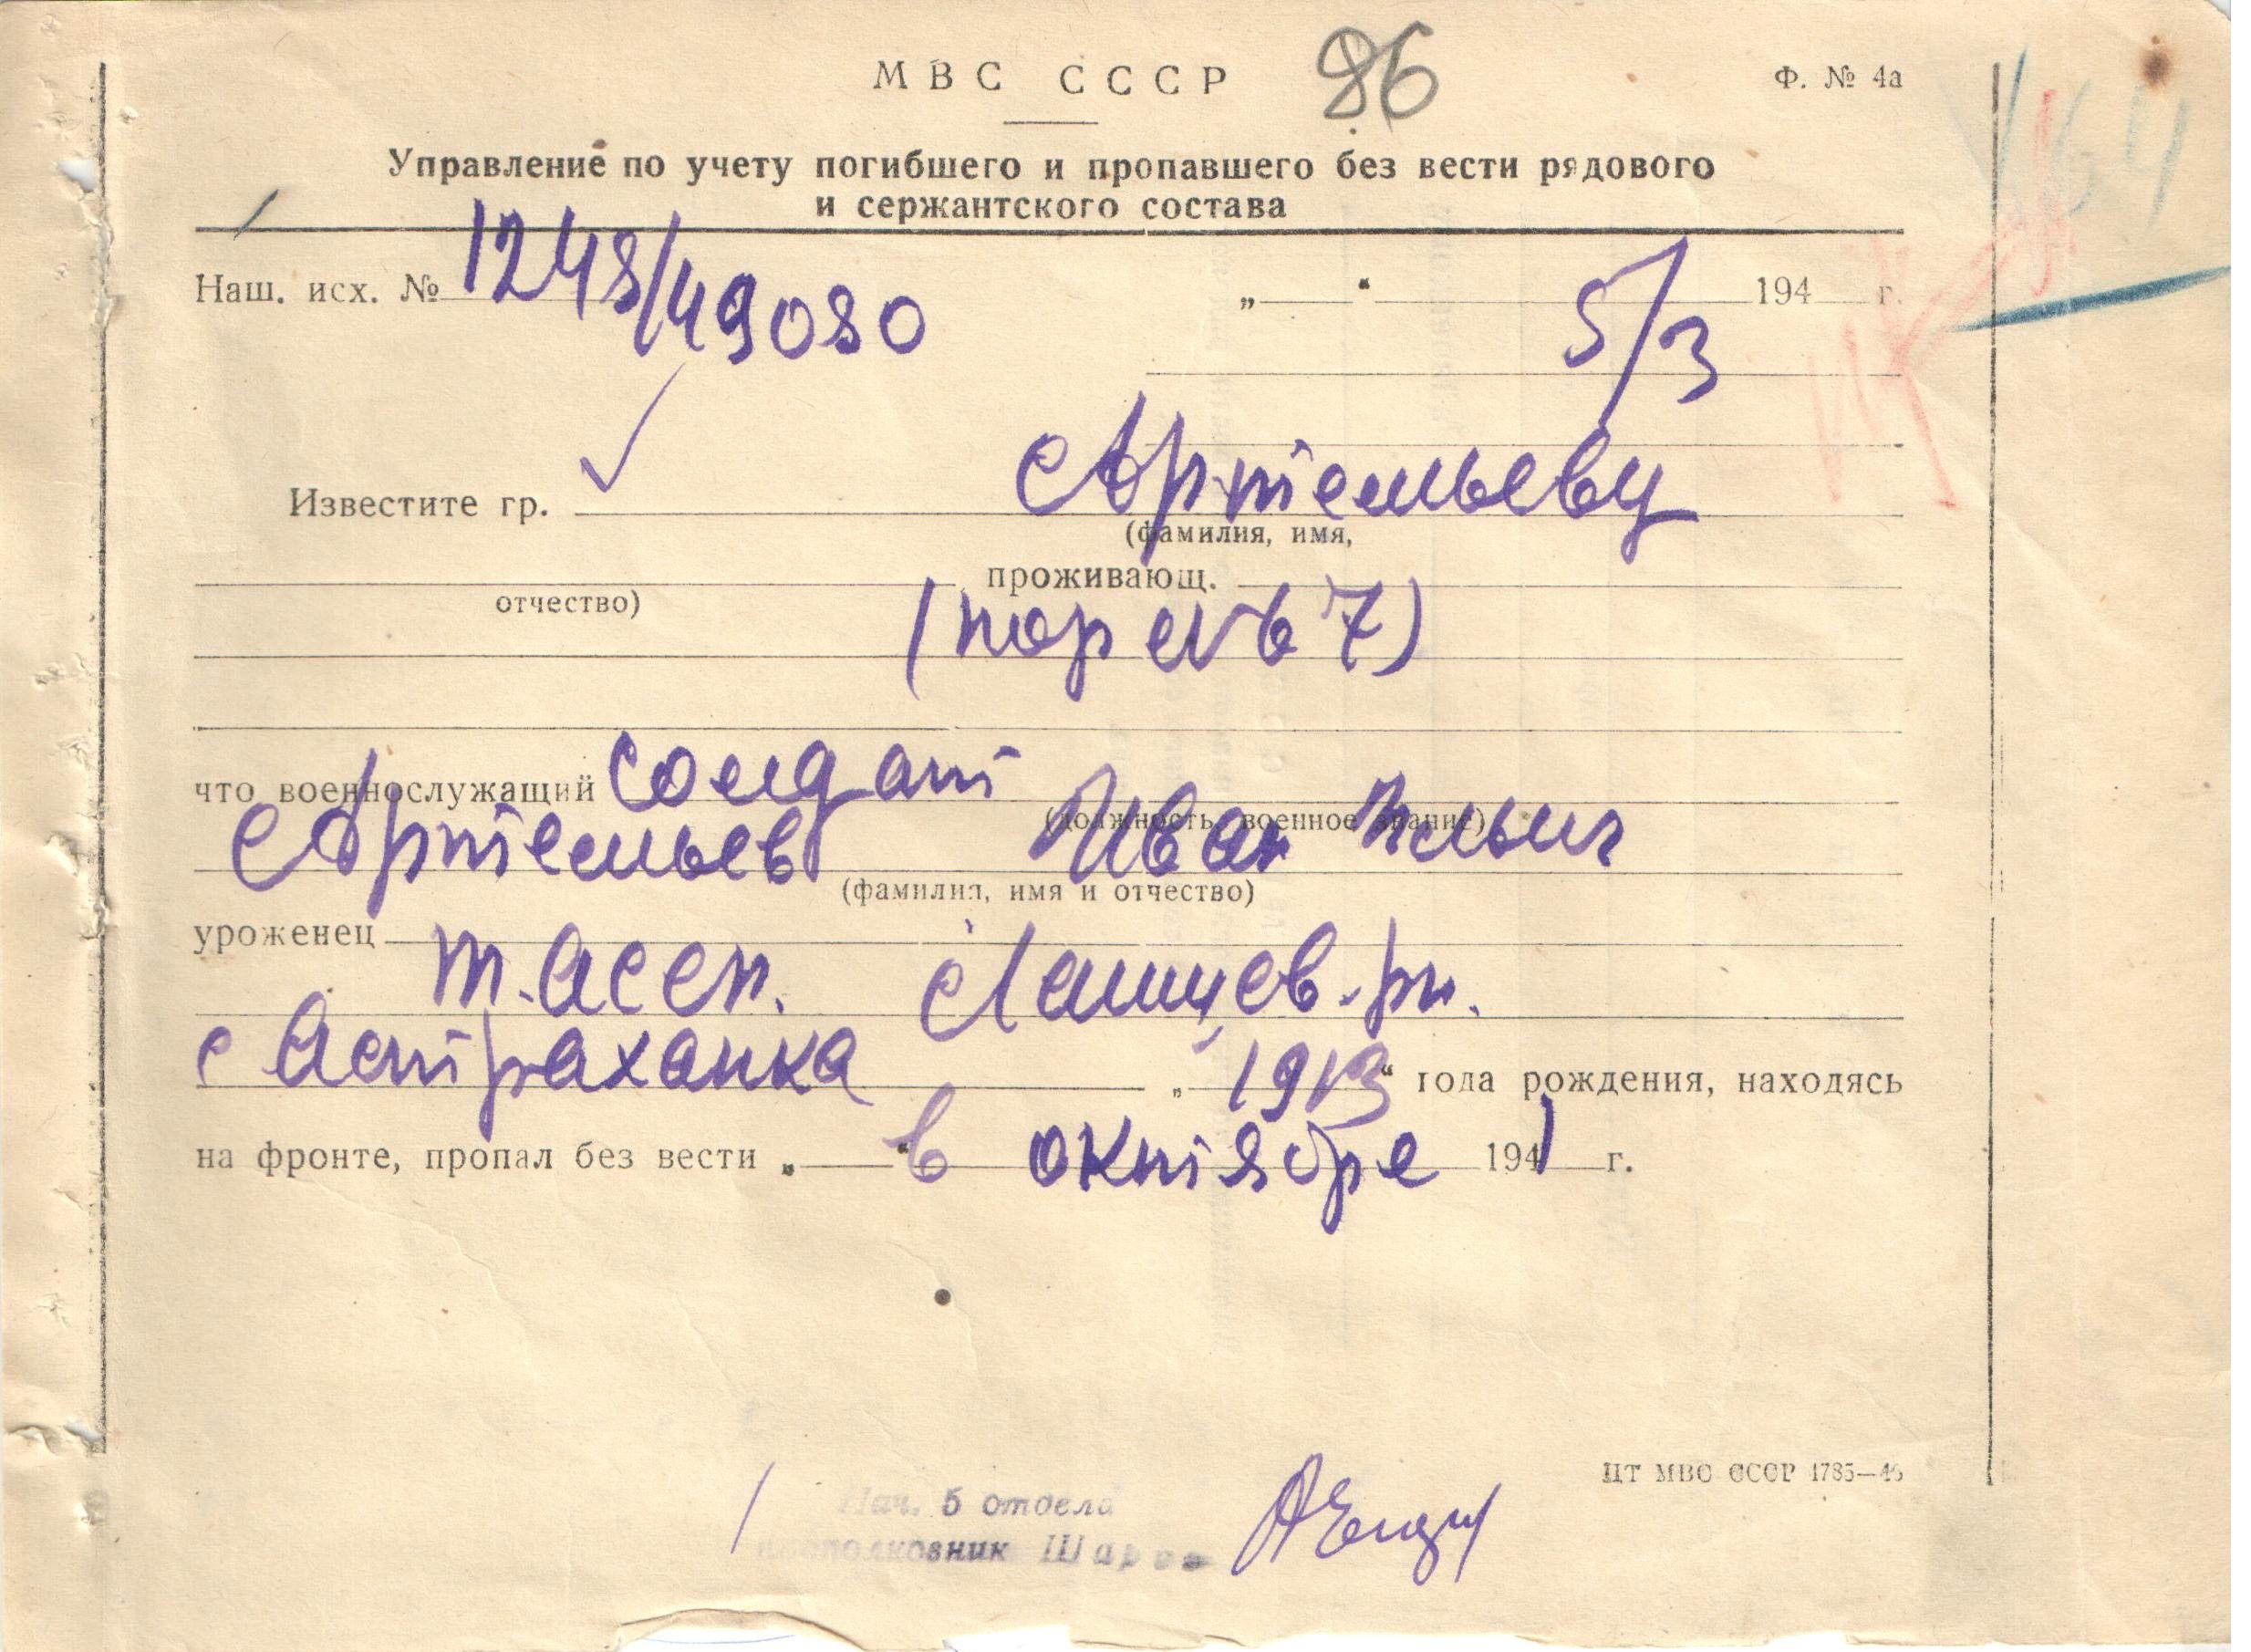 МВС СССР 86 Ф. № 4а
Управление по учету погибшего и пропавшего без вести рядового
и сержантского состава
Наш. исх. № 1248/49080 „ “ 5/3 194 г.
Известите гр. Артемьеву
(фамилия, имя,
отчество) , проживающ.
что военнослужащий солдат
(должность, военное звание)
Артемьев Иван Ильич
(фамилия, имя и отчество)
уроженец
т. асср.
с Астраханка „ 1913 “ года рождения, находясь
на фронте, пропал без вести „ “ в октябре 1941 г.
ЦТ МВС СССР 1785—46
Нач. 5 отдела